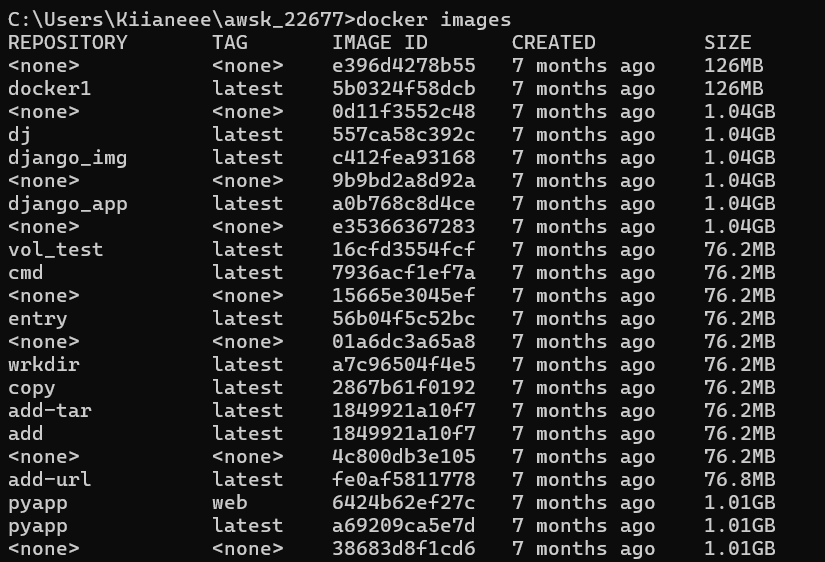 C:\Users\Kiianeee\awsk_22677>docker images
REPOSITORY TAG IMAGE ID CREATED SIZE
<none> <none> e396d4278b55 7 months ago 126MB
docker1 latest 5b0324f58dcb 7 months ago 126MB
<none> <none> 0d11f3552c48 7 months ago 1.04GB
dj latest 557ca58c392c 7 months ago 1.04GB
django_img latest c412fea93168 7 months ago 1.04GB
<none> <none> 9b9bd2a8d92a 7 months ago 1.04GB
django_app latest a0b768c8d4ce 7 months ago 1.04GB
<none> <none> e35366367283 7 months ago 1.04GB
vol_test latest 16cfd3554fcf 7 months ago 76.2MB
cmd latest 7936acf1ef7a 7 months ago 76.2MB
<none> <none> 15665e3045ef 7 months ago 76.2MB
entry latest 56b04f5c52bc 7 months ago 76.2MB
<none> <none> 01a6dc3a65a8 7 months ago 76.2MB
wrkdir latest a7c96504f4e5 7 months ago 76.2MB
copy latest 2867b61f0192 7 months ago 76.2MB
add-tar latest 1849921a10f7 7 months ago 76.2MB
add latest 1849921a10f7 7 months ago 76.2MB
<none> <none> 4c800db3e105 7 months ago 76.2MB
add-url latest fe0af5811778 7 months ago 76.8MB
pyapp web 6424b62ef27c 7 months ago 1.01GB
pyapp latest a69209ca5e7d 7 months ago 1.01GB
<none> <none> 38683d8f1cd6 7 months ago 1.01GB